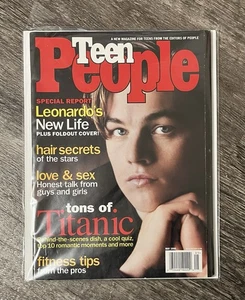 A NEW MAGAZINE FOR TEENS FROM THE EDITORS OF PEOPLE
Teen
People
SPECIAL REPORT
Leonardo's
New Life
PLUS FOLDOUT COVER!
hair secrets
of the stars
love & sex
Honest talk from
guys and girls
tons of
Titanic
behind-the-scenes dish, a cool quiz,
top 10 romantic moments and more
fitness tips
from the pros